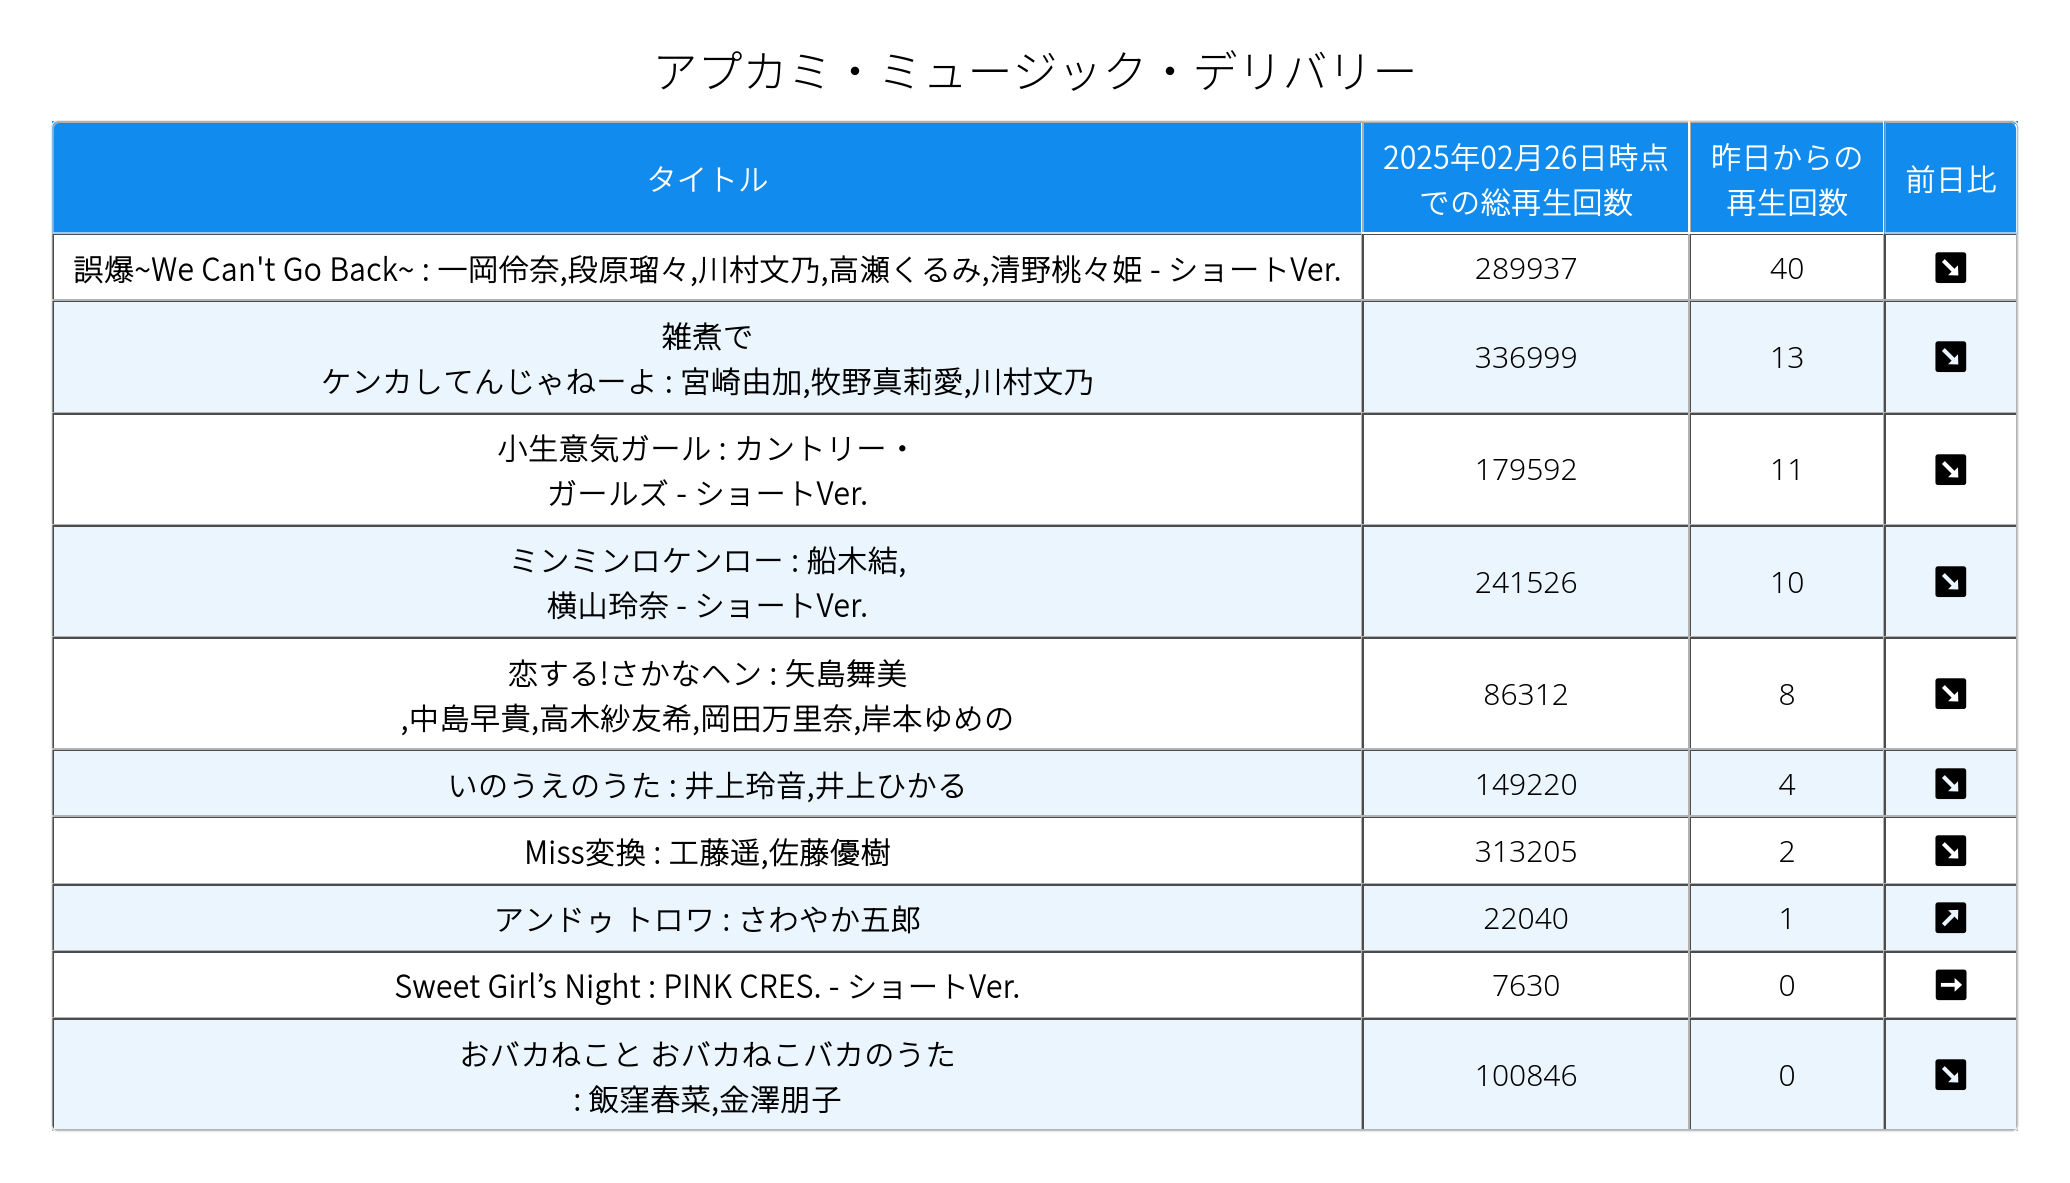 アプカミ・ミュージック・デリバリー
タイトル
2025年02月26日時点
での総再生回数
昨日からの
再生回数
前日比
誤爆~We Can't Go Back~ : 一岡伶奈,段原瑠々,川村文乃,高瀬くるみ,清野桃々姫 - ショートVer.
289937
40
雑煮で
ケンカしてんじゃねーよ : 宮崎由加,牧野真莉愛,川村文乃
336999
13
小生意気ガール : カントリー・
ガールズ - ショートVer.
179592
11
ミンミンロケンロー : 船木結,
横山玲奈 - ショートVer.
241526
10
恋する!さかなヘン : 矢島舞美
,中島早貴,高木紗友希,岡田万里奈,岸本ゆめの
86312
8
いのうえのうた : 井上玲音,井上ひかる
149220
4
Miss変換 : 工藤遥,佐藤優樹
313205
2
アンドゥ トロワ : さわやか五郎
22040
1
Sweet Girl’s Night : PINK CRES. - ショートVer.
7630
0
おバカねこと おバカねこバカのうた
: 飯窪春菜,金澤朋子
100846
0